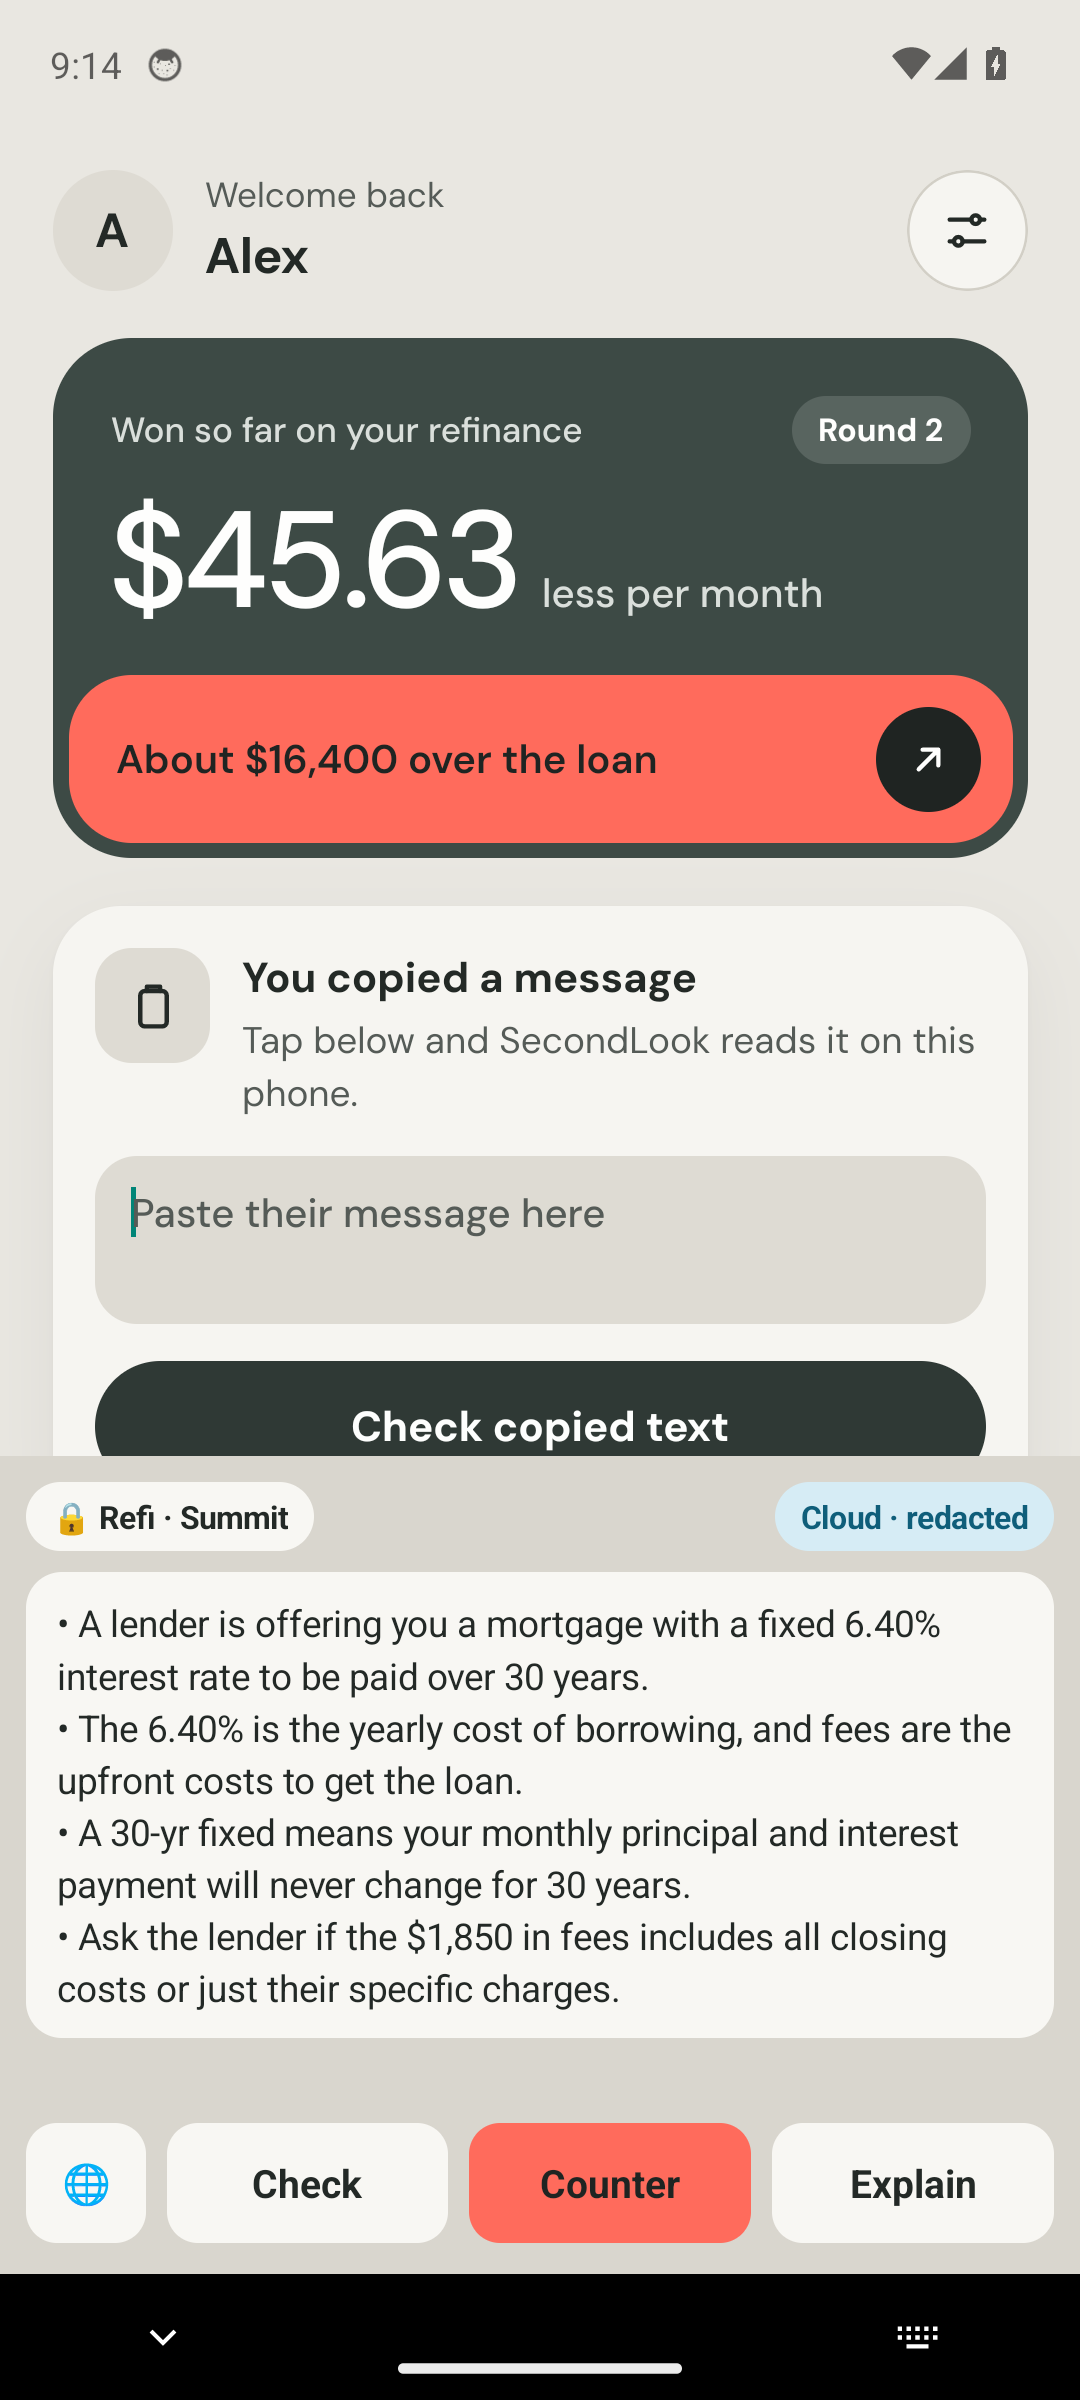 9:14
A
Welcome back
Alex
Won so far on your refinance
Round 2
$45.63 less per month
About $16,400 over the loan
You copied a message
Tap below and SecondLook reads it on this
phone.
Paste their message here
Check copied text
🔒 Refi · Summit
Cloud · redacted
• A lender is offering you a mortgage with a fixed 6.40%
interest rate to be paid over 30 years.
• The 6.40% is the yearly cost of borrowing, and fees are the
upfront costs to get the loan.
• A 30-yr fixed means your monthly principal and interest
payment will never change for 30 years.
• Ask the lender if the $1,850 in fees includes all closing
costs or just their specific charges.
Check
Counter
Explain